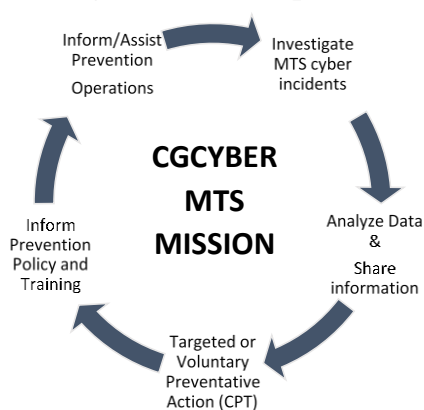 Inform/Assist
Prevention
Operations
Investigate
MTS cyber
incidents
CGCYBER
MTS
MISSION
Analyze Data
&
Share
information
Targeted or
Voluntary
Preventative
Action (CPT)
Inform
Prevention
Policy and
Training